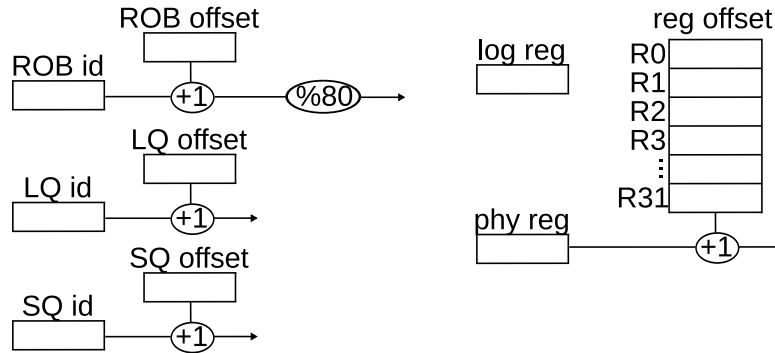 ROB offset
ROB id
+1
%80
LQ offset
LQ id
+1
SQ offset
SQ id
+1
reg offset
log reg
R0
R1
R2
R3
⋮
R31
phy reg
+1